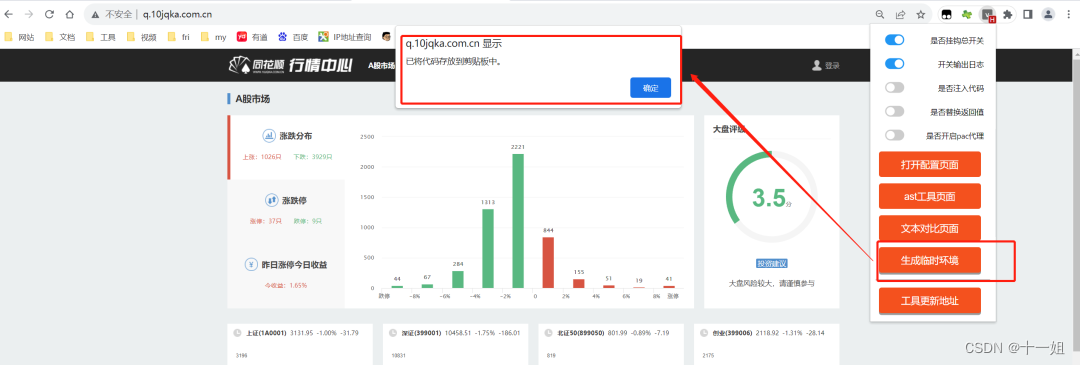 不安全 q.10jqka.com.cn
网站 文档 工具 视频 fri my 有道 百度 IP地址查询
同花顺 行情中心 A股市场
登录
q.10jqka.com.cn 显示
已将代码存放到剪贴板中。
确定
是否挂钩总开关
开关输出日志
是否注入代码
是否替换返回值
是否开启pac代理
打开配置页面
ast工具页面
文本对比页面
生成临时环境
工具更新地址
A股市场
涨跌分布
上涨：1026只 下跌：3929只
涨跌停
涨停：37只 跌停：9只
昨日涨停今日收益
今收益：1.65%
2500
2000
1500
1000
500
0
44 67 284 1313 2221 844 155 51 19 41
跌停 -8% -6% -4% -2% 0 2% 4% 6% 8% 涨停
大盘评级
3.5分
投资建议
大盘风险较大，请谨慎参与
上证(1A0001) 3131.95 -1.00% -31.79
3196
深证(399001) 10458.51 -1.75% -186.01
10831
北证50(899050) 801.99 -0.89% -7.19
819
创业(399006) 2118.92 -1.31% -28.14
2175
CSDN @十一姐